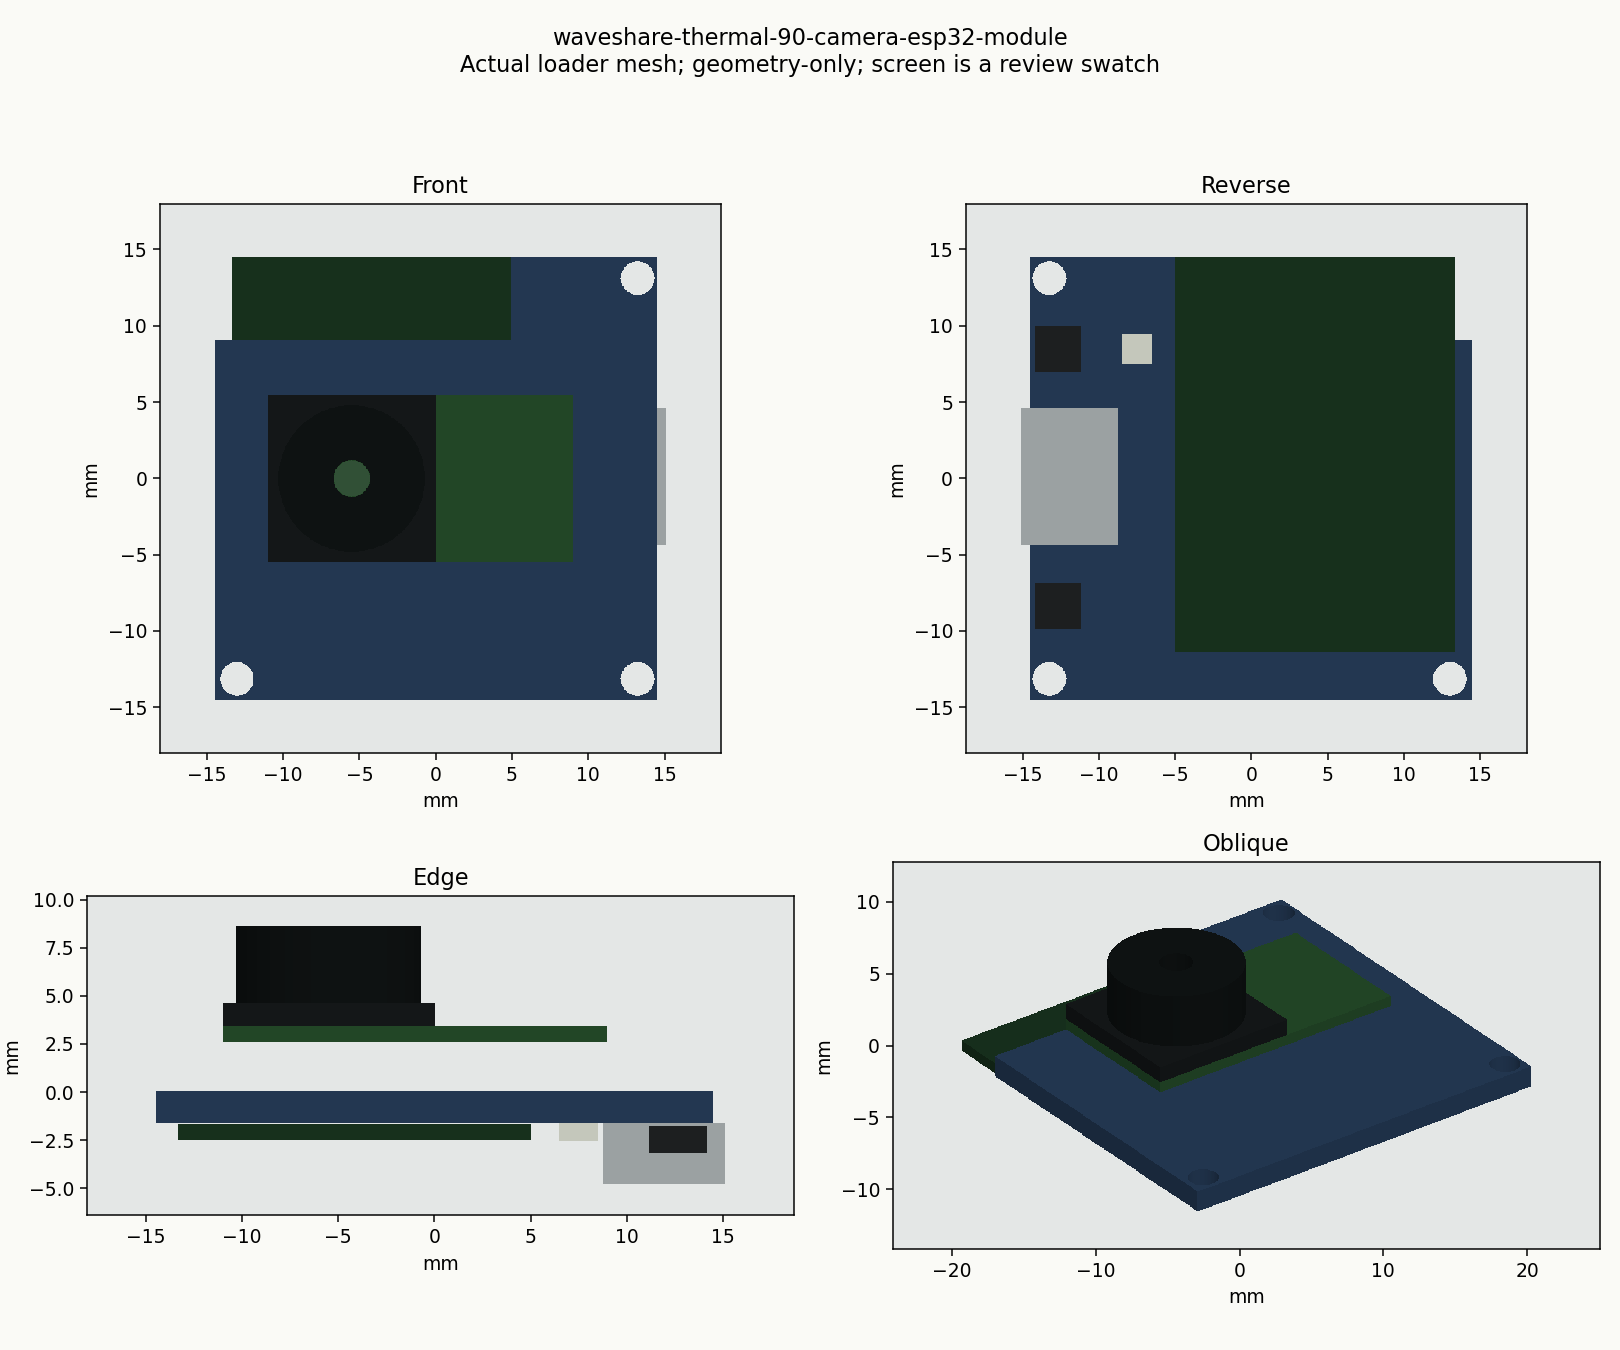 waveshare-thermal-90-camera-esp32-module
Actual loader mesh; geometry-only; screen is a review swatch
Front
15
10
5
0
−5
−10
−15
mm
−15 −10 −5 0 5 10 15
mm
Reverse
15
10
5
0
−5
−10
−15
mm
−15 −10 −5 0 5 10 15
mm
Edge
10.0
7.5
5.0
2.5
0.0
−2.5
−5.0
mm
−15 −10 −5 0 5 10 15
mm
Oblique
10
5
0
−5
−10
mm
−20 −10 0 10 20
mm